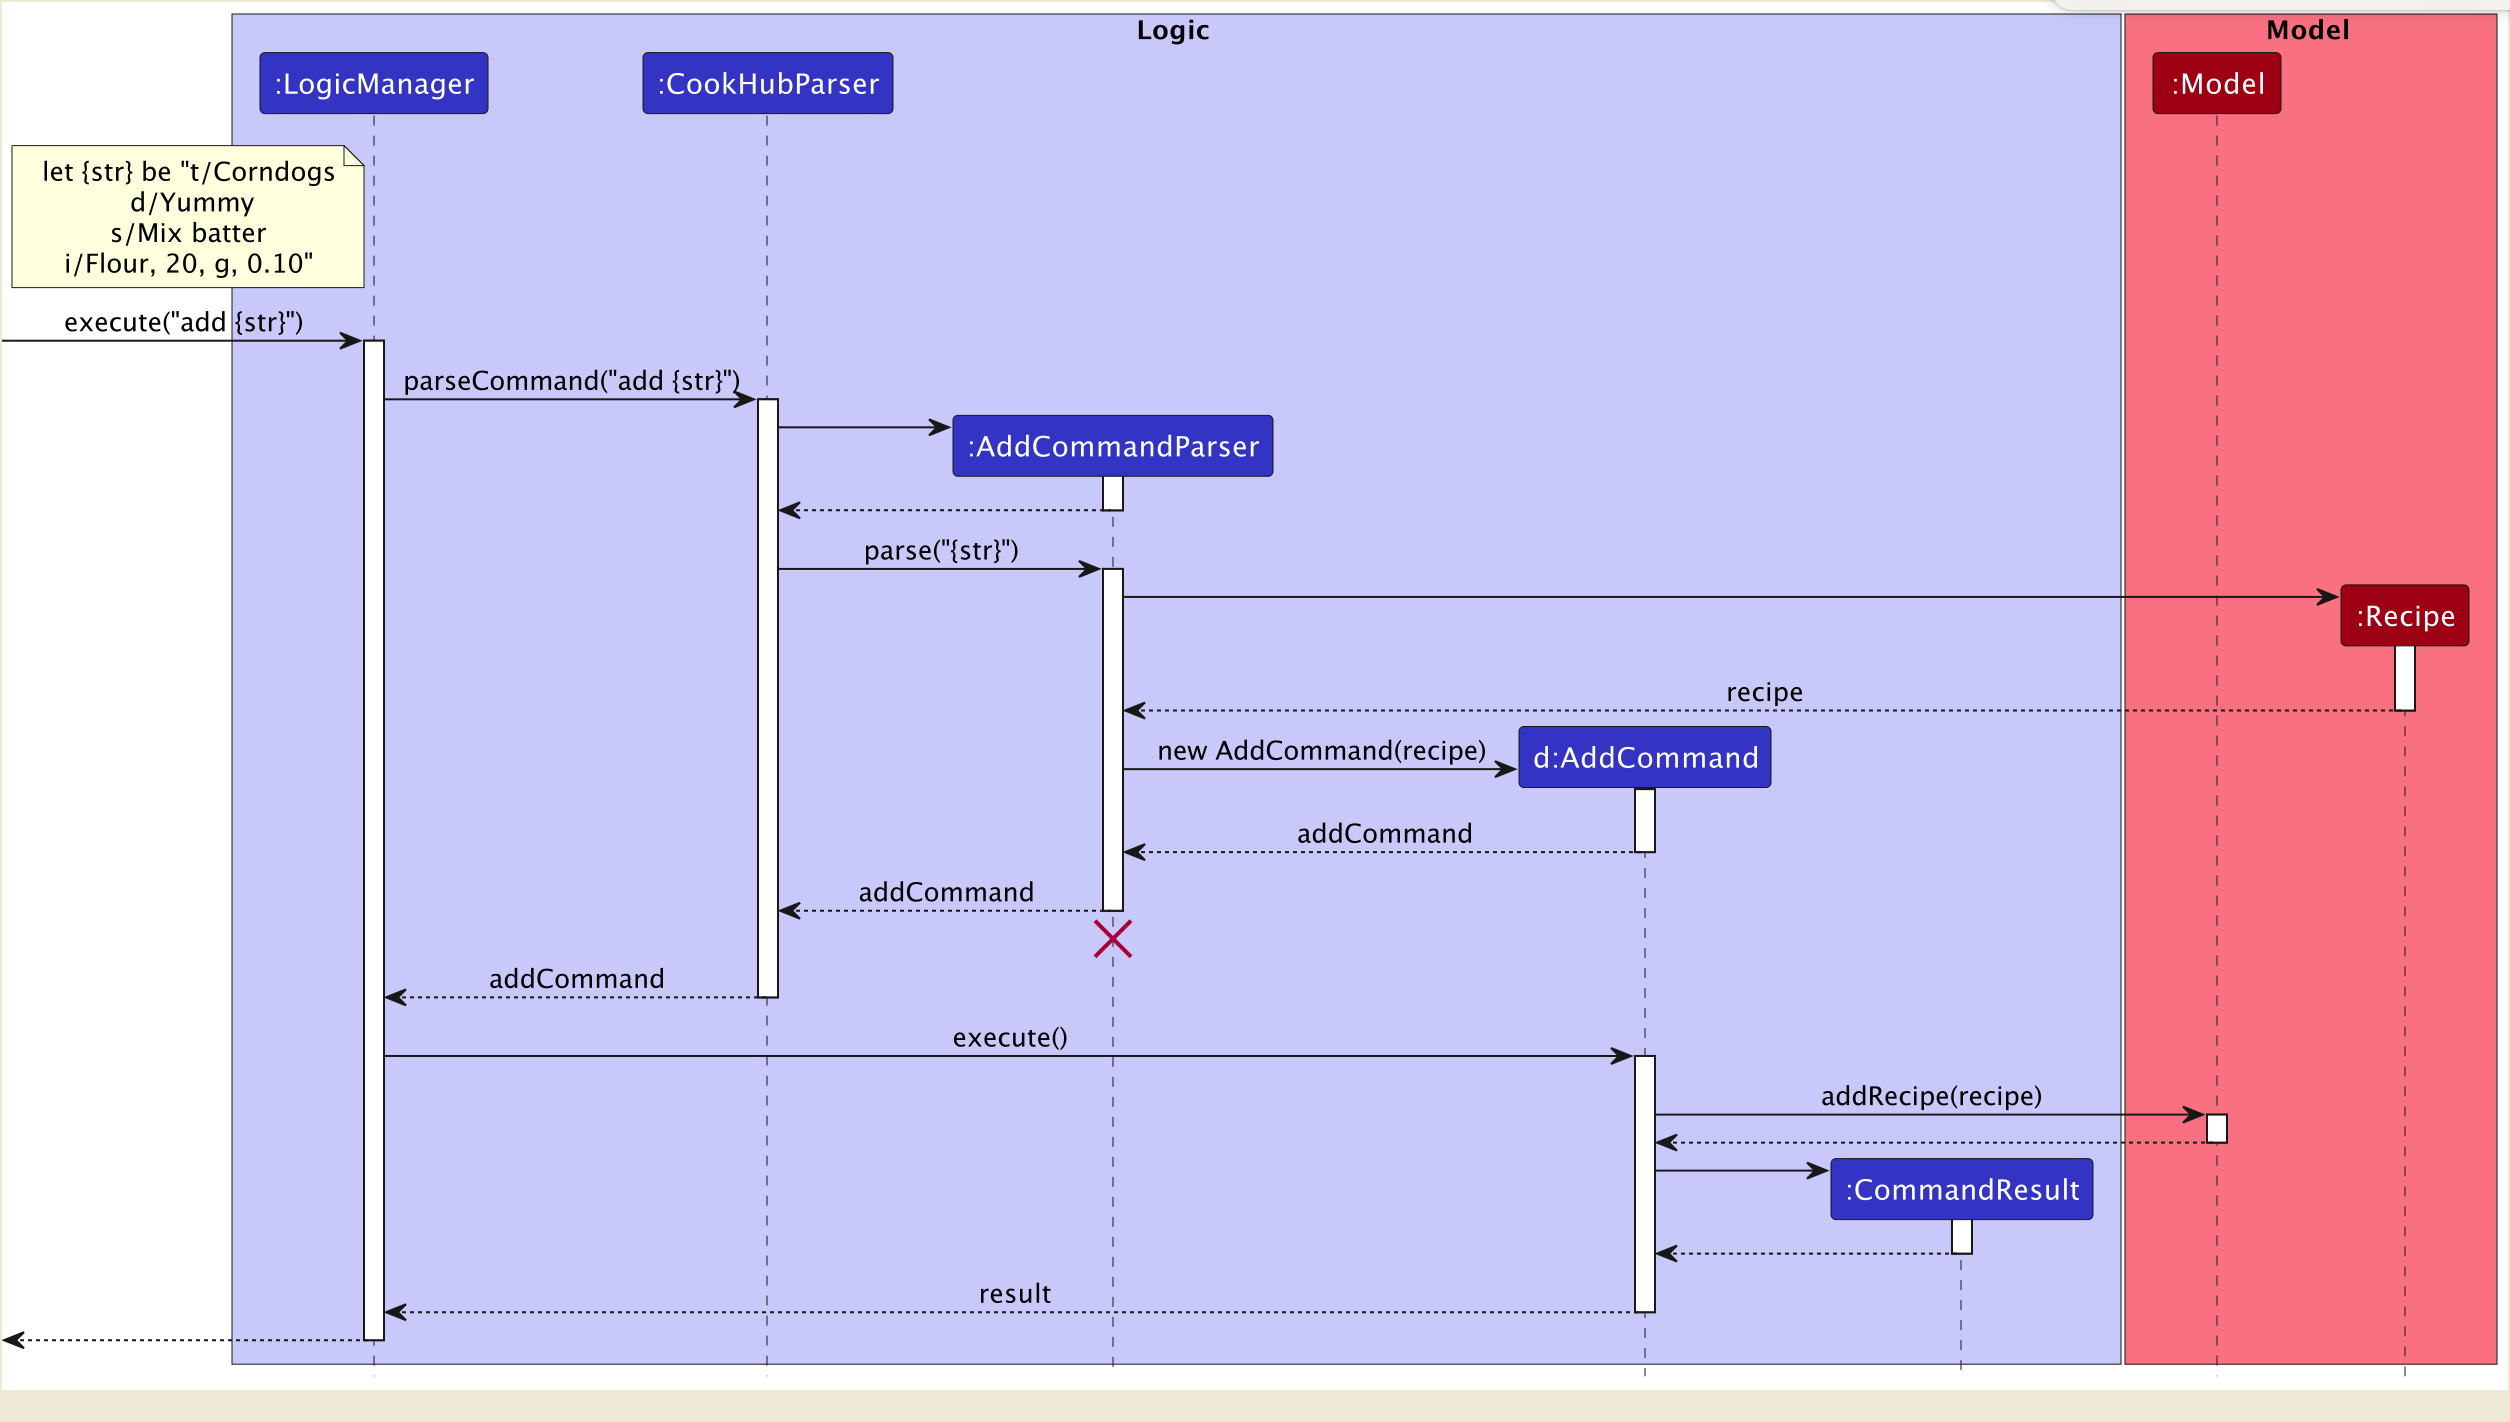 Logic
Model
:LogicManager
:CookHubParser
:Model
let {str} be "t/Corndogs
d/Yummy
s/Mix batter
i/Flour, 20, g, 0.10"
execute("add {str}")
parseCommand("add {str}")
:AddCommandParser
parse("{str}")
:Recipe
recipe
new AddCommand(recipe)
d:AddCommand
addCommand
addCommand
addCommand
execute()
addRecipe(recipe)
:CommandResult
result